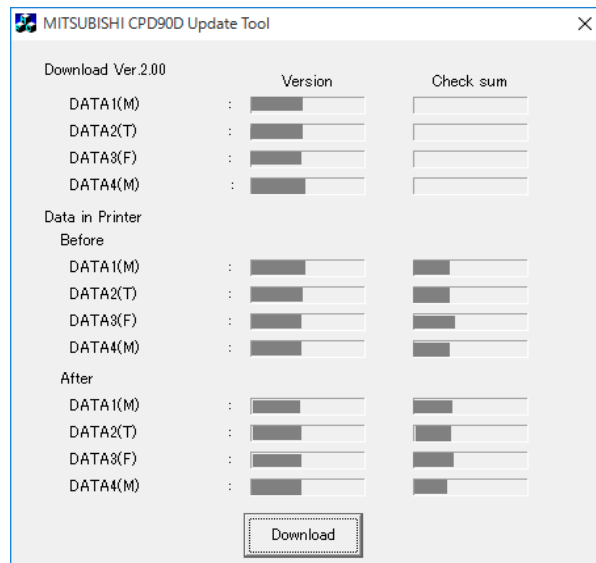 MITSUBISHI CPD90D Update Tool
Download Ver.2.00
Version Check sum
DATA1(M) :
DATA2(T) :
DATA3(F) :
DATA4(M) :
Data in Printer
Before
DATA1(M) :
DATA2(T) :
DATA3(F) :
DATA4(M) :
After
DATA1(M) :
DATA2(T) :
DATA3(F) :
DATA4(M) :
Download